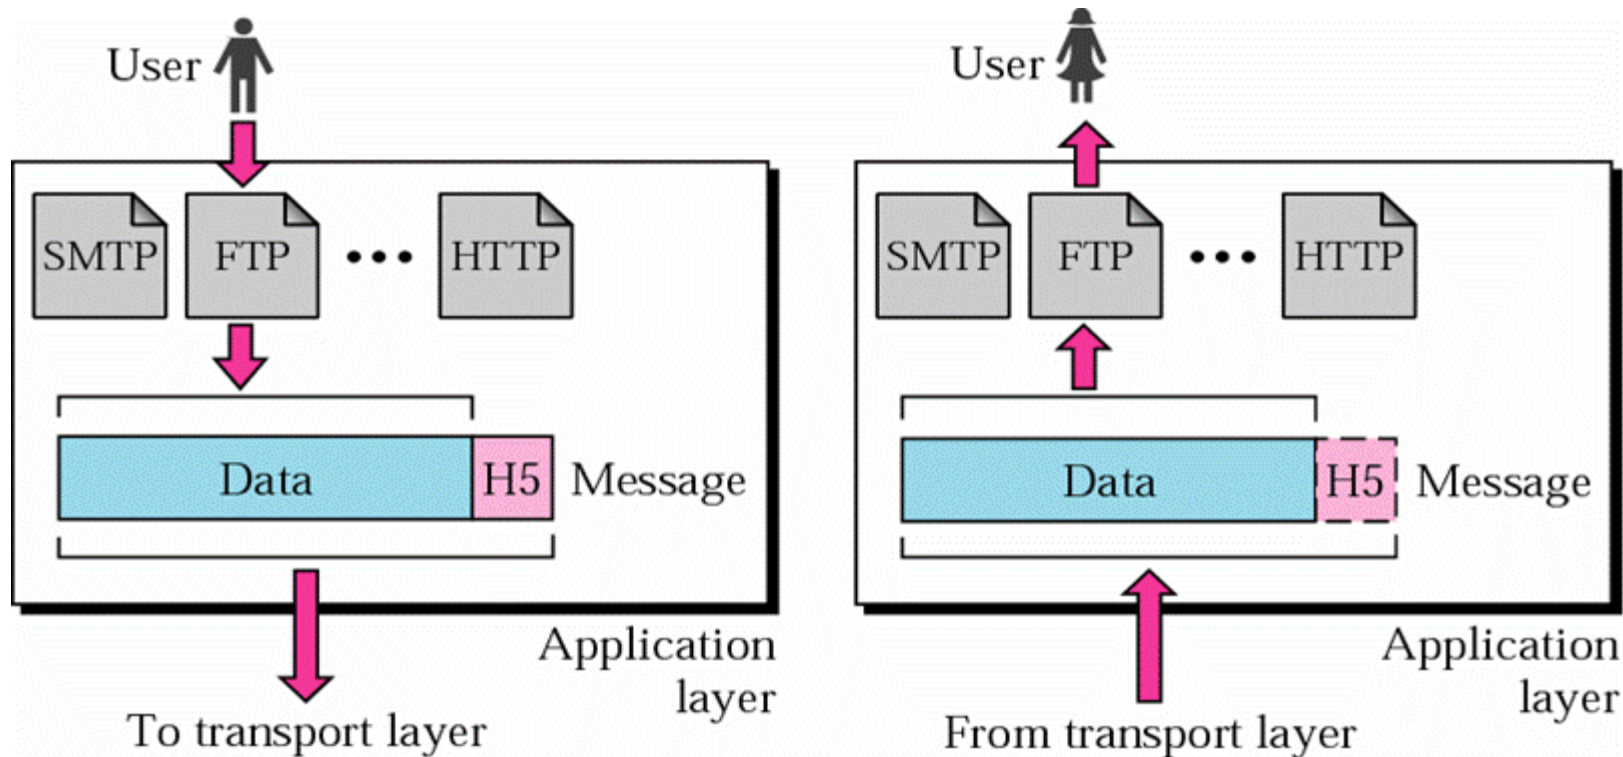 User
SMTP FTP ••• HTTP
Data H5 Message
Application
layer
To transport layer
User
SMTP FTP ••• HTTP
Data H5 Message
Application
layer
From transport layer